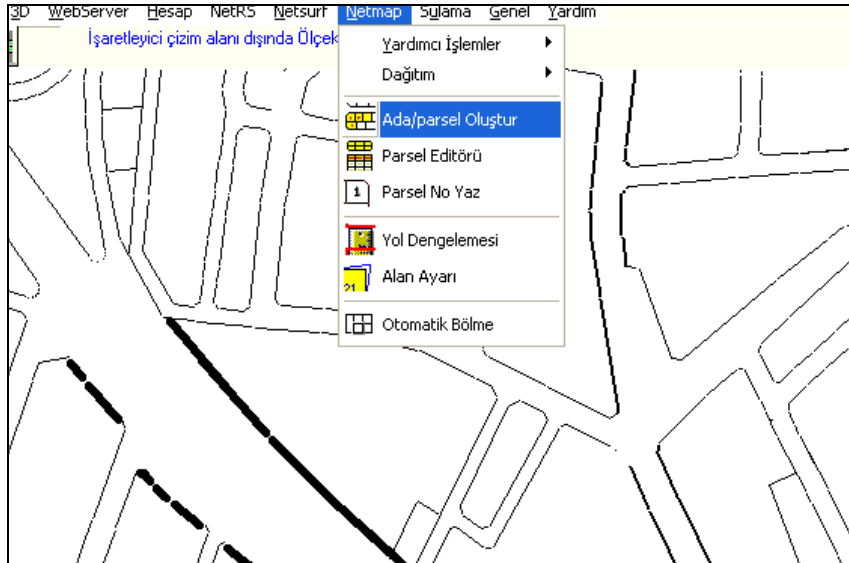 3D WebServer Hesap NetRS Netsurf Netmap Sulama Genel Yardım
İşaretleyici çizim alanı dışında Ölçek
Yardımcı İşlemler
Dağıtım
Ada/parsel Oluştur
Parsel Editörü
1 Parsel No Yaz
Yol Dengelemesi
21 Alan Ayarı
Otomatik Bölme